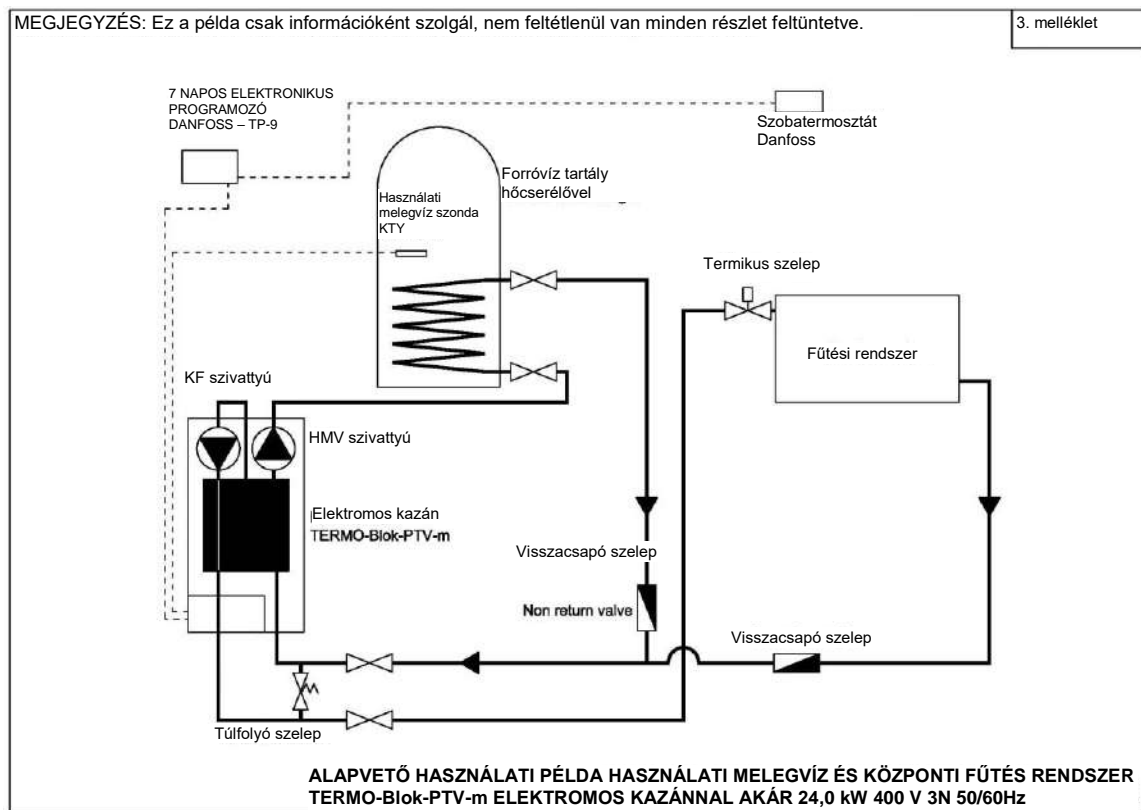 MEGJEGYZÉS: Ez a példa csak információként szolgál, nem feltétlenül van minden részlet feltüntetve.
3. melléklet
7 NAPOS ELEKTRONIKUS
PROGRAMOZÓ
DANFOSS – TP-9
Szobatermosztát
Danfoss
Forróvíz tartály
hőcserélővel
Használati
melegvíz szonda
KTY
Termikus szelep
Fűtési rendszer
KF szivattyú
HMV szivattyú
Elektromos kazán
TERMO-Blok-PTV-m
Visszacsapó szelep
Non return valve
Visszacsapó szelep
Túlfolyó szelep
ALAPVETŐ HASZNÁLATI PÉLDA HASZNÁLATI MELEGVÍZ ÉS KÖZPONTI FŰTÉS RENDSZER
TERMO-Blok-PTV-m ELEKTROMOS KAZÁNNAL AKÁR 24,0 kW 400 V 3N 50/60Hz